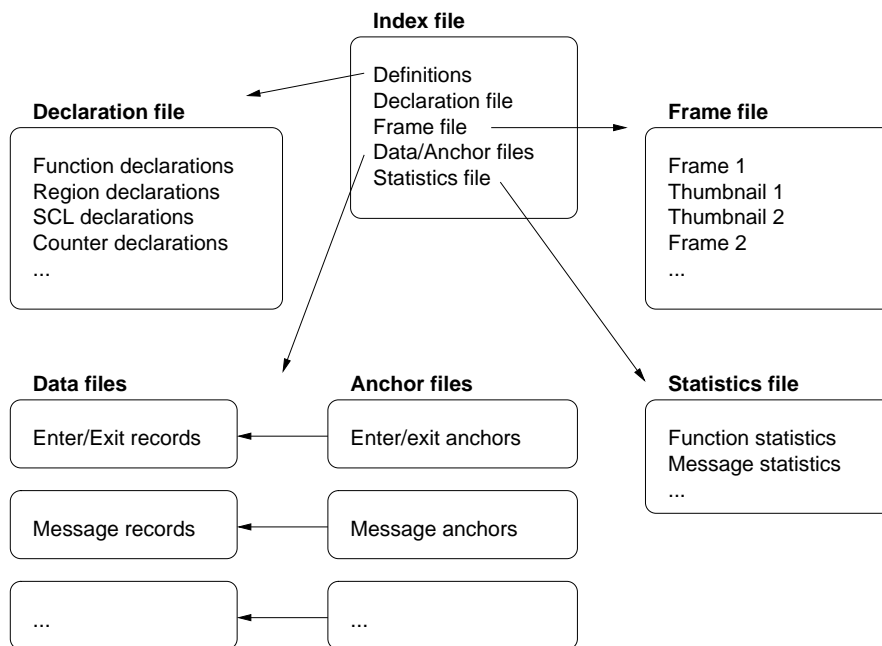 Index file
Definitions
Declaration file
Frame file
Data/Anchor files
Statistics file
Declaration file
Function declarations
Region declarations
SCL declarations
Counter declarations
...
Frame file
Frame 1
Thumbnail 1
Thumbnail 2
Frame 2
...
Data files
Enter/Exit records
Message records
...
Anchor files
Enter/exit anchors
Message anchors
...
Statistics file
Function statistics
Message statistics
...